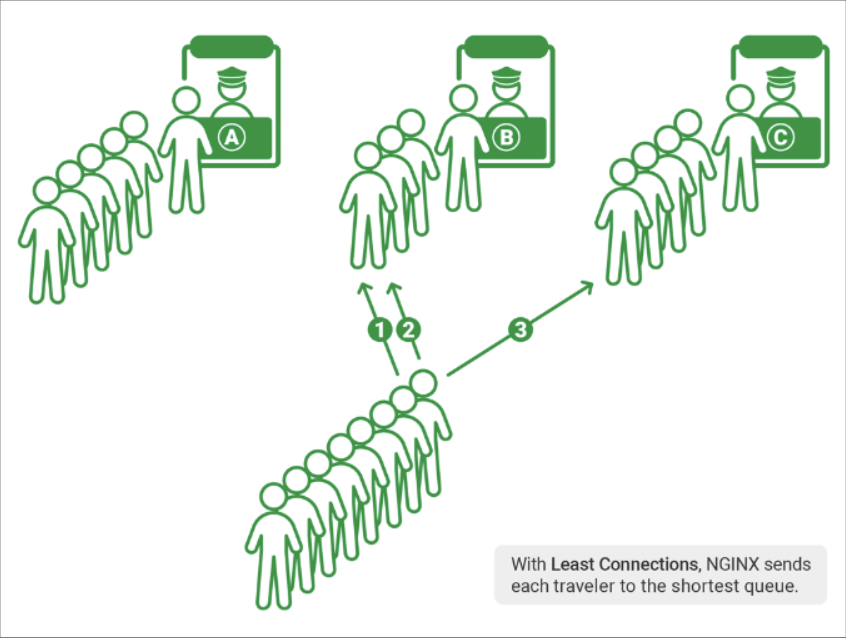 A
B
C
1
2
3
With Least Connections, NGINX sends
each traveler to the shortest queue.